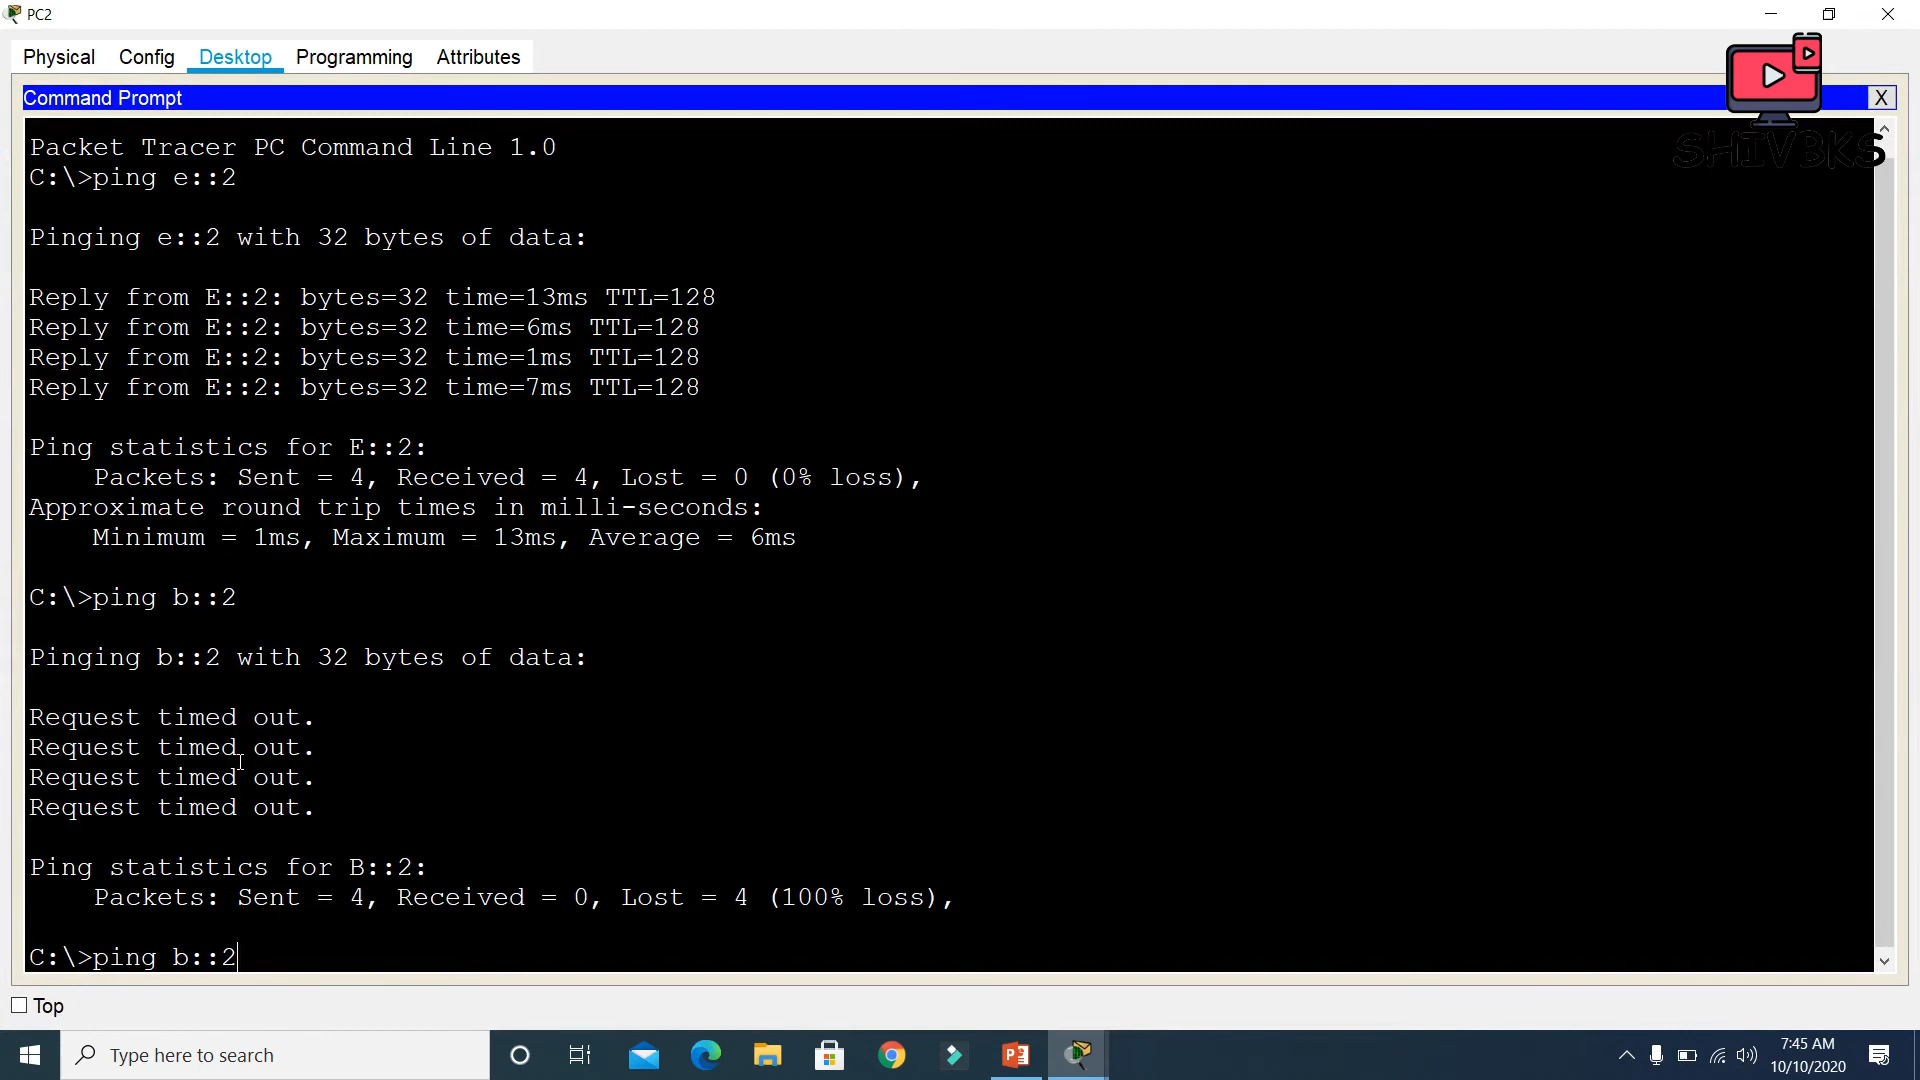 PC2
Physical Config Desktop Programming Attributes
Command Prompt
X
SHIVBKS
Packet Tracer PC Command Line 1.0
C:\>ping e::2
Pinging e::2 with 32 bytes of data:
Reply from E::2: bytes=32 time=13ms TTL=128
Reply from E::2: bytes=32 time=6ms TTL=128
Reply from E::2: bytes=32 time=1ms TTL=128
Reply from E::2: bytes=32 time=7ms TTL=128
Ping statistics for E::2:
Packets: Sent = 4, Received = 4, Lost = 0 (0% loss),
Approximate round trip times in milli-seconds:
Minimum = 1ms, Maximum = 13ms, Average = 6ms
C:\>ping b::2
Pinging b::2 with 32 bytes of data:
Request timed out.
Request timed out.
Request timed out.
Request timed out.
Ping statistics for B::2:
Packets: Sent = 4, Received = 0, Lost = 4 (100% loss),
C:\>ping b::2
Top
Type here to search
7:45 AM
10/10/2020